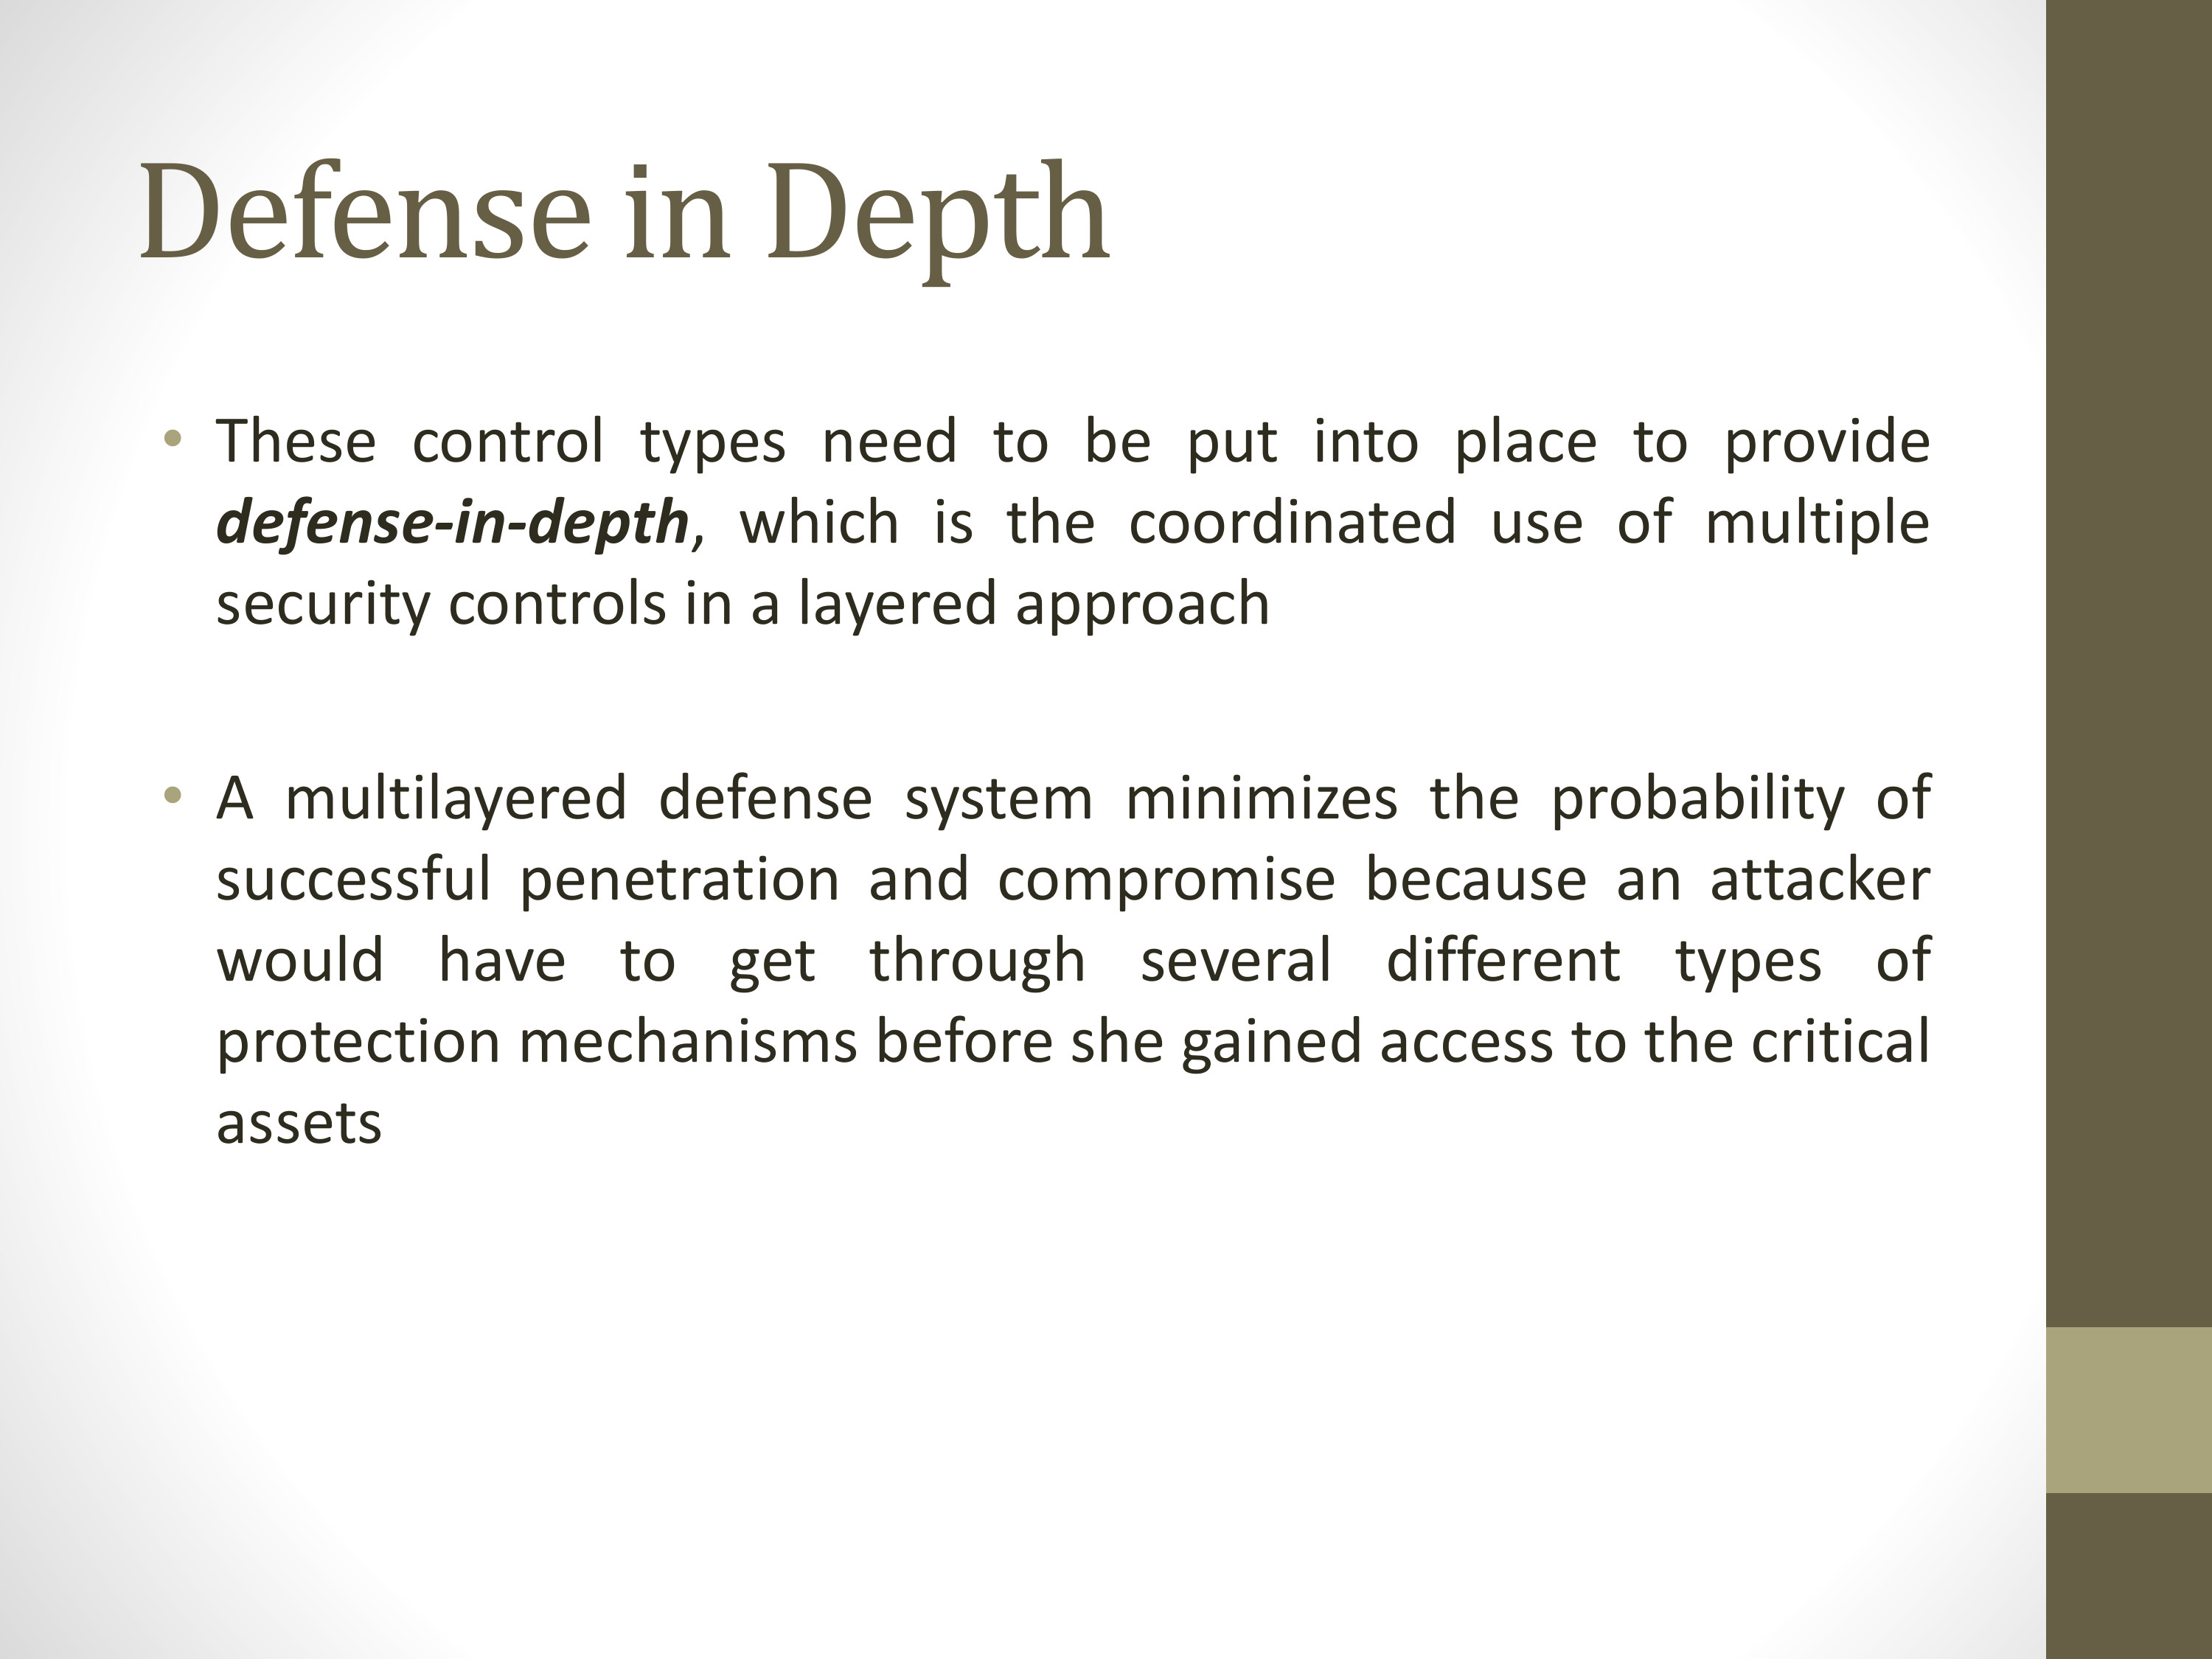 Defense in Depth
• These control types need to be put into place to provide
defense-in-depth, which is the coordinated use of multiple
security controls in a layered approach
• A multilayered defense system minimizes the probability of
successful penetration and compromise because an attacker
would have to get through several different types of
protection mechanisms before she gained access to the critical
assets